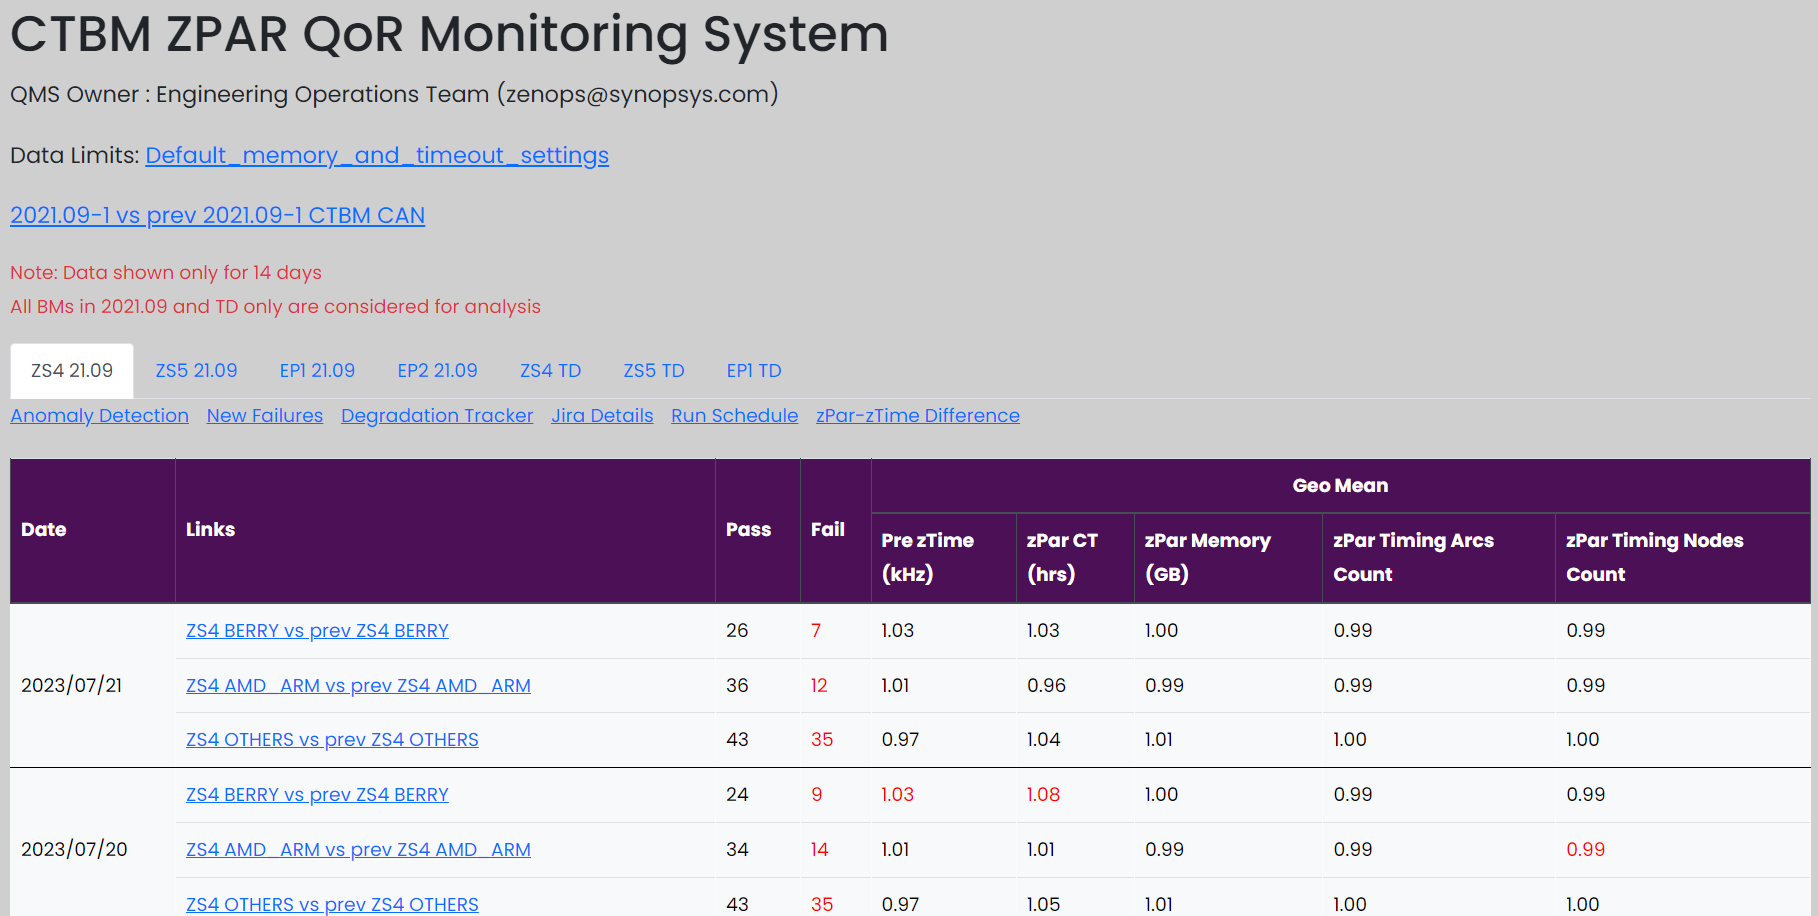 CTBM ZPAR QoR Monitoring System
QMS Owner : Engineering Operations Team (zenops@synopsys.com)
Data Limits: Default_memory_and_timeout_settings
2021.09-1 vs prev 2021.09-1 CTBM CAN
Note: Data shown only for 14 days
All BMs in 2021.09 and TD only are considered for analysis
ZS4 21.09 ZS5 21.09 EP1 21.09 EP2 21.09 ZS4 TD ZS5 TD EP1 TD
Anomaly Detection New Failures Degradation Tracker Jira Details Run Schedule zPar-zTime Difference
Geo Mean
Date Links Pass Fail
Pre zTime zPar CT zPar Memory zPar Timing Arcs zPar Timing Nodes
(kHz) (hrs) (GB) Count Count
ZS4 BERRY vs prev ZS4 BERRY 26 7 1.03 1.03 1.00 0.99 0.99
2023/07/21 ZS4 AMD_ARM vs prev ZS4 AMD_ARM 36 12 1.01 0.96 0.99 0.99 0.99
ZS4 OTHERS vs prev ZS4 OTHERS 43 35 0.97 1.04 1.01 1.00 1.00
ZS4 BERRY vs prev ZS4 BERRY 24 9 1.03 1.08 1.00 0.99 0.99
2023/07/20 ZS4 AMD_ARM vs prev ZS4 AMD_ARM 34 14 1.01 1.01 0.99 0.99 0.99
ZS4 OTHERS vs prev ZS4 OTHERS 43 35 0.97 1.05 1.01 1.00 1.00